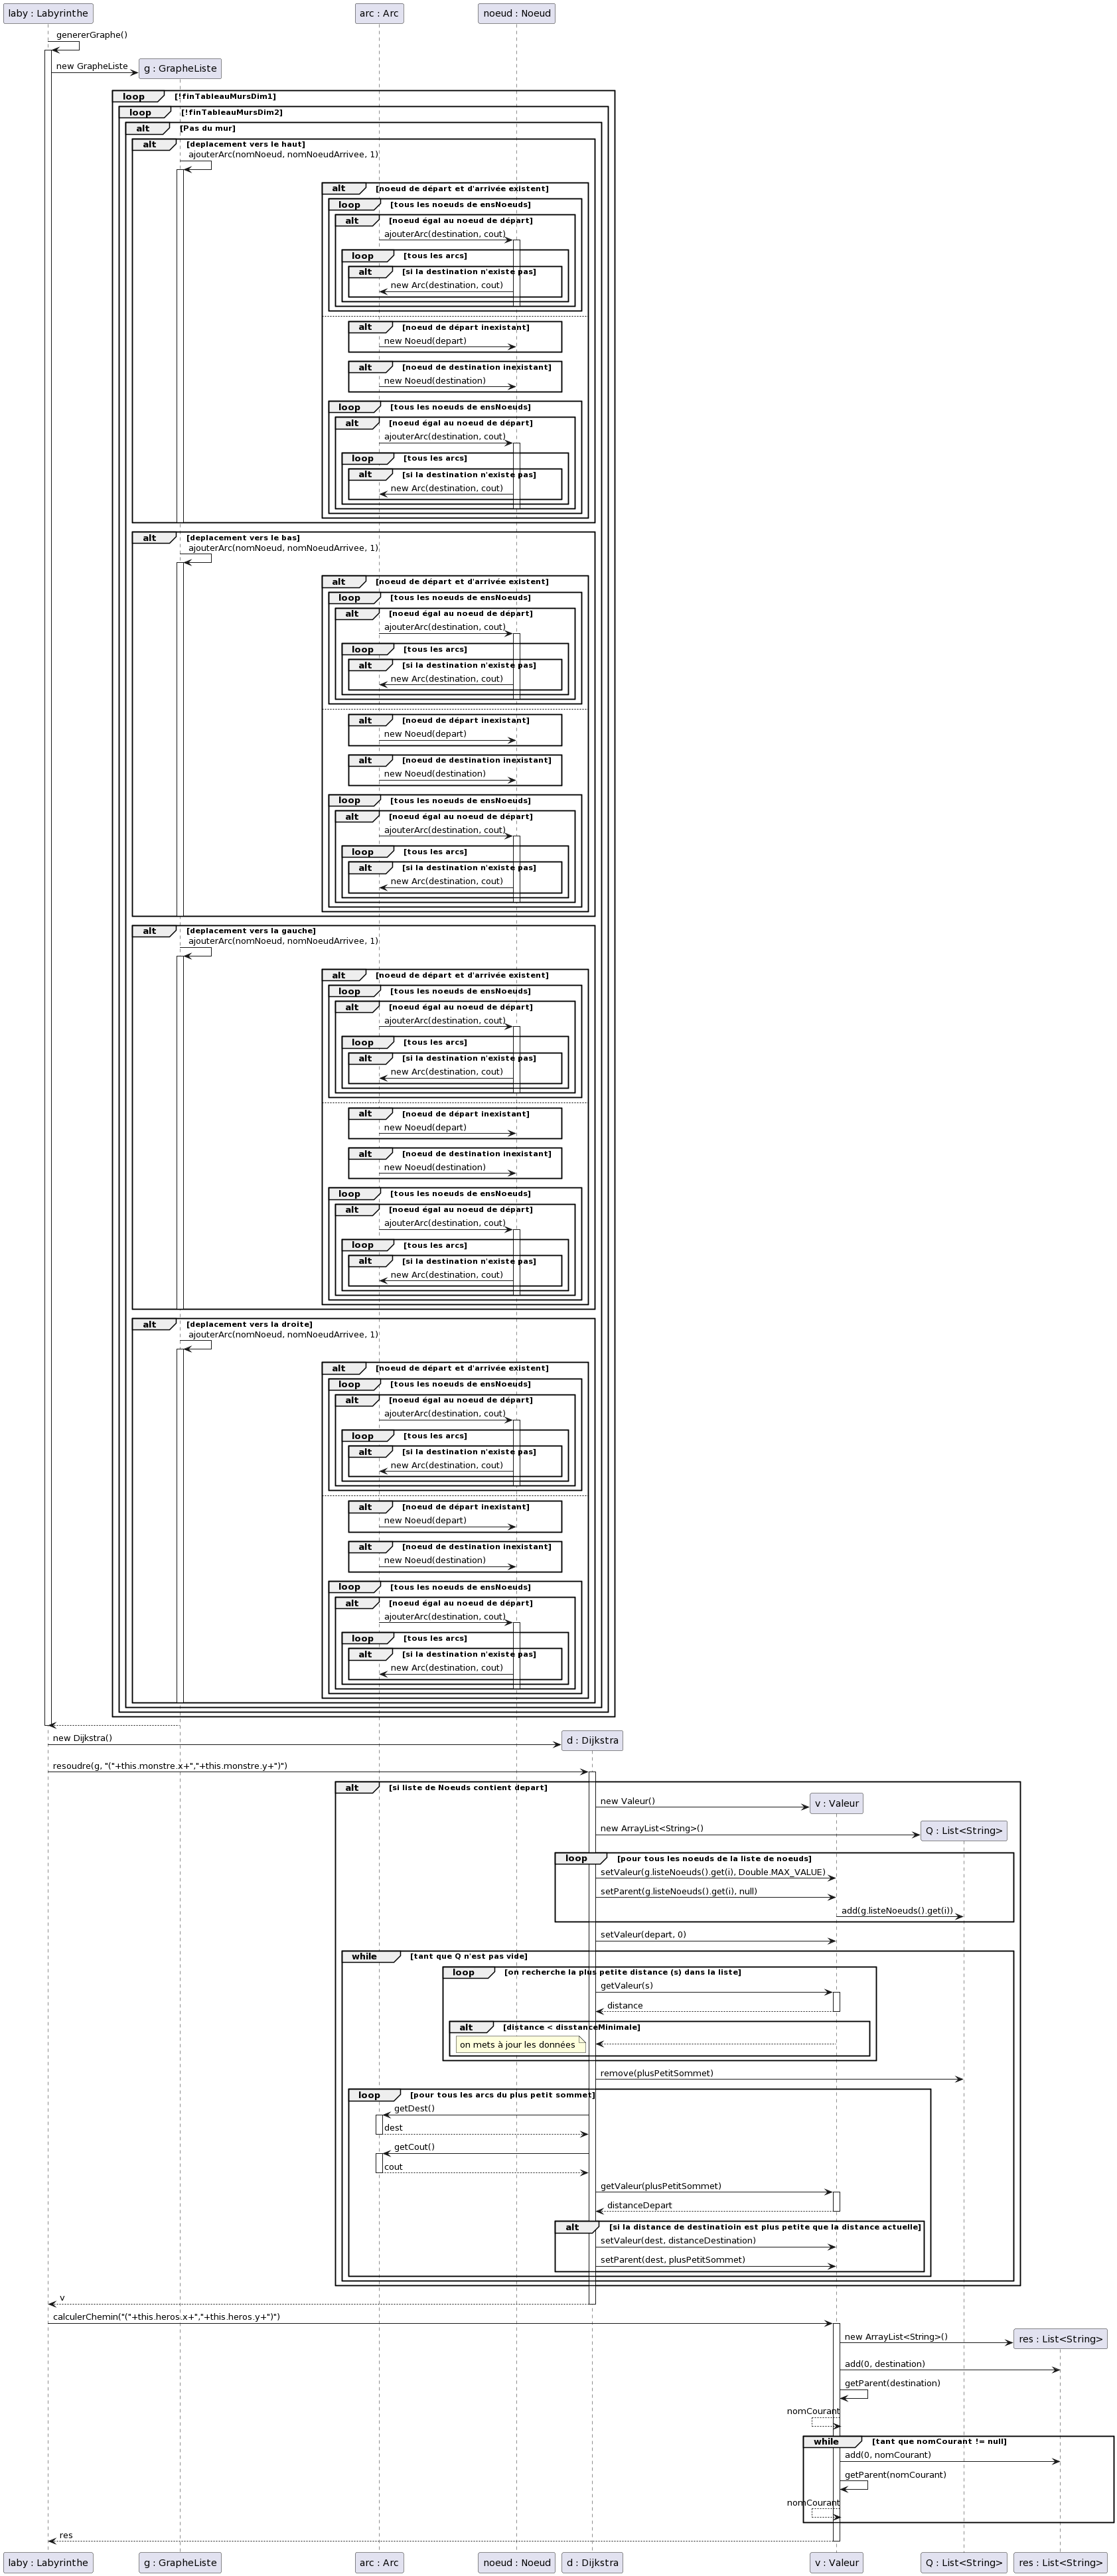 laby : Labyrinthe
arc : Arc
noeud : Noeud
genererGraphe()
new GrapheListe
g : GrapheListe
loop [!finTableauMursDim1]
loop [!finTableauMursDim2]
alt [Pas du mur]
alt [deplacement vers le haut]
ajouterArc(nomNoeud, nomNoeudArrivee, 1)
alt [noeud de départ et d'arrivée existent]
loop [tous les noeuds de ensNoeuds]
alt [noeud égal au noeud de départ]
ajouterArc(destination, cout)
loop [tous les arcs]
alt [si la destination n'existe pas]
new Arc(destination, cout)
alt [noeud de départ inexistant]
new Noeud(depart)
alt [noeud de destination inexistant]
new Noeud(destination)
loop [tous les noeuds de ensNoeuds]
alt [noeud égal au noeud de départ]
ajouterArc(destination, cout)
loop [tous les arcs]
alt [si la destination n'existe pas]
new Arc(destination, cout)
alt [deplacement vers le bas]
ajouterArc(nomNoeud, nomNoeudArrivee, 1)
alt [noeud de départ et d'arrivée existent]
loop [tous les noeuds de ensNoeuds]
alt [noeud égal au noeud de départ]
ajouterArc(destination, cout)
loop [tous les arcs]
alt [si la destination n'existe pas]
new Arc(destination, cout)
alt [noeud de départ inexistant]
new Noeud(depart)
alt [noeud de destination inexistant]
new Noeud(destination)
loop [tous les noeuds de ensNoeuds]
alt [noeud égal au noeud de départ]
ajouterArc(destination, cout)
loop [tous les arcs]
alt [si la destination n'existe pas]
new Arc(destination, cout)
alt [deplacement vers la gauche]
ajouterArc(nomNoeud, nomNoeudArrivee, 1)
alt [noeud de départ et d'arrivée existent]
loop [tous les noeuds de ensNoeuds]
alt [noeud égal au noeud de départ]
ajouterArc(destination, cout)
loop [tous les arcs]
alt [si la destination n'existe pas]
new Arc(destination, cout)
alt [noeud de départ inexistant]
new Noeud(depart)
alt [noeud de destination inexistant]
new Noeud(destination)
loop [tous les noeuds de ensNoeuds]
alt [noeud égal au noeud de départ]
ajouterArc(destination, cout)
loop [tous les arcs]
alt [si la destination n'existe pas]
new Arc(destination, cout)
alt [deplacement vers la droite]
ajouterArc(nomNoeud, nomNoeudArrivee, 1)
alt [noeud de départ et d'arrivée existent]
loop [tous les noeuds de ensNoeuds]
alt [noeud égal au noeud de départ]
ajouterArc(destination, cout)
loop [tous les arcs]
alt [si la destination n'existe pas]
new Arc(destination, cout)
alt [noeud de départ inexistant]
new Noeud(depart)
alt [noeud de destination inexistant]
new Noeud(destination)
loop [tous les noeuds de ensNoeuds]
alt [noeud égal au noeud de départ]
ajouterArc(destination, cout)
loop [tous les arcs]
alt [si la destination n'existe pas]
new Arc(destination, cout)
new Dijkstra()
d : Dijkstra
resoudre(g, "("+this.monstre.x+","+this.monstre.y+")")
alt [si liste de Noeuds contient depart]
new Valeur()
v : Valeur
new ArrayList<String>()
Q : List<String>
loop [pour tous les noeuds de la liste de noeuds]
setValeur(g.listeNoeuds().get(i), Double.MAX_VALUE)
setParent(g.listeNoeuds().get(i), null)
add(g.listeNoeuds().get(i))
setValeur(depart, 0)
while [tant que Q n'est pas vide]
loop [on recherche la plus petite distance (s) dans la liste]
getValeur(s)
distance
alt [distance < disstanceMinimale]
on mets à jour les données
remove(plusPetitSommet)
loop [pour tous les arcs du plus petit sommet]
getDest()
dest
getCout()
cout
getValeur(plusPetitSommet)
distanceDepart
alt [si la distance de destinatioin est plus petite que la distance actuelle]
setValeur(dest, distanceDestination)
setParent(dest, plusPetitSommet)
v
calculerChemin("("+this.heros.x+","+this.heros.y+")")
new ArrayList<String>()
res : List<String>
add(0, destination)
getParent(destination)
nomCourant
while [tant que nomCourant != null]
add(0, nomCourant)
getParent(nomCourant)
nomCourant
res
laby : Labyrinthe
g : GrapheListe
arc : Arc
noeud : Noeud
d : Dijkstra
v : Valeur
Q : List<String>
res : List<String>